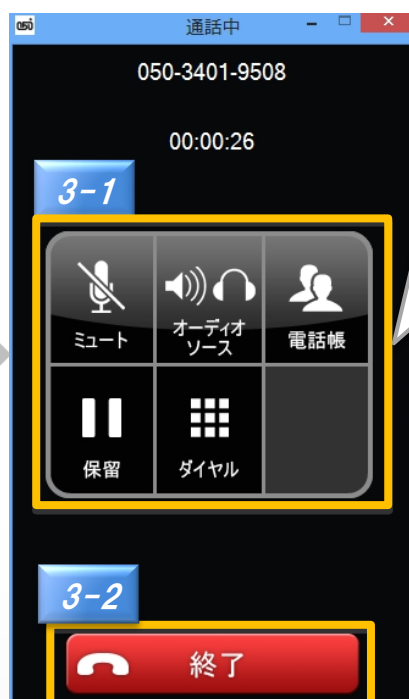 050
通話中
050-3401-9508
00:00:26
3-1
ミュート
オーディオ
ソース
電話帳
保留
ダイヤル
3-2
終了